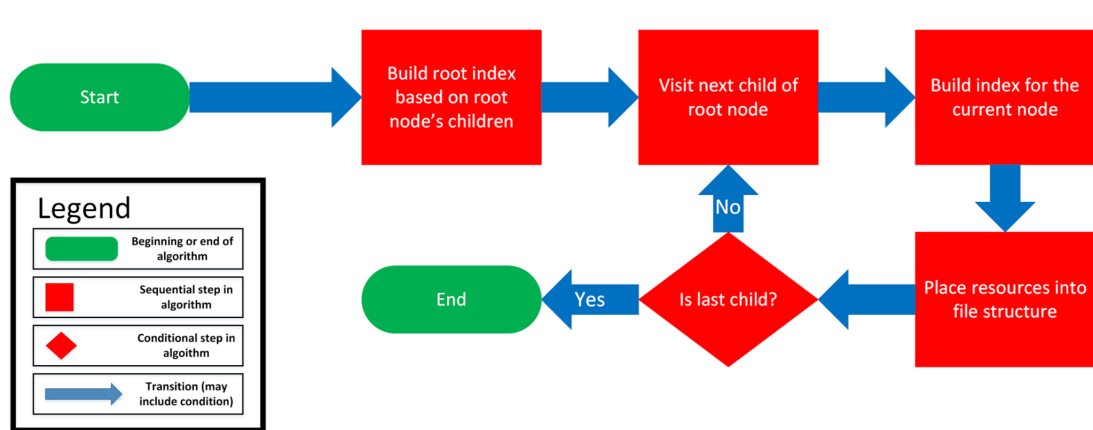 Start
Build root index
based on root
node's children
Visit next child of
root node
Build index for the
current node
No
Legend
Beginning or end of
algorithm
Sequential step in
algorithm
Conditional step in
algoithm
Transition (may
include condition)
End
Yes
Is last child?
Place resources into
file structure